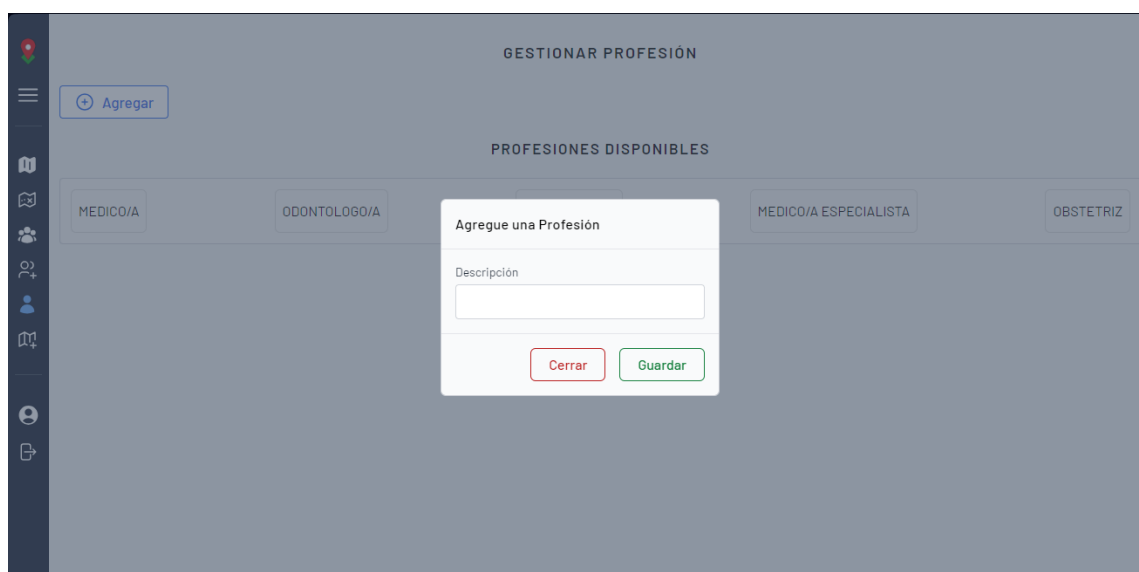 GESTIONAR PROFESIÓN
Agregar
PROFESIONES DISPONIBLES
MEDICO/A
ODONTOLOGO/A
MEDICO/A ESPECIALISTA
OBSTETRIZ
Agregue una Profesión
Descripción
Cerrar
Guardar